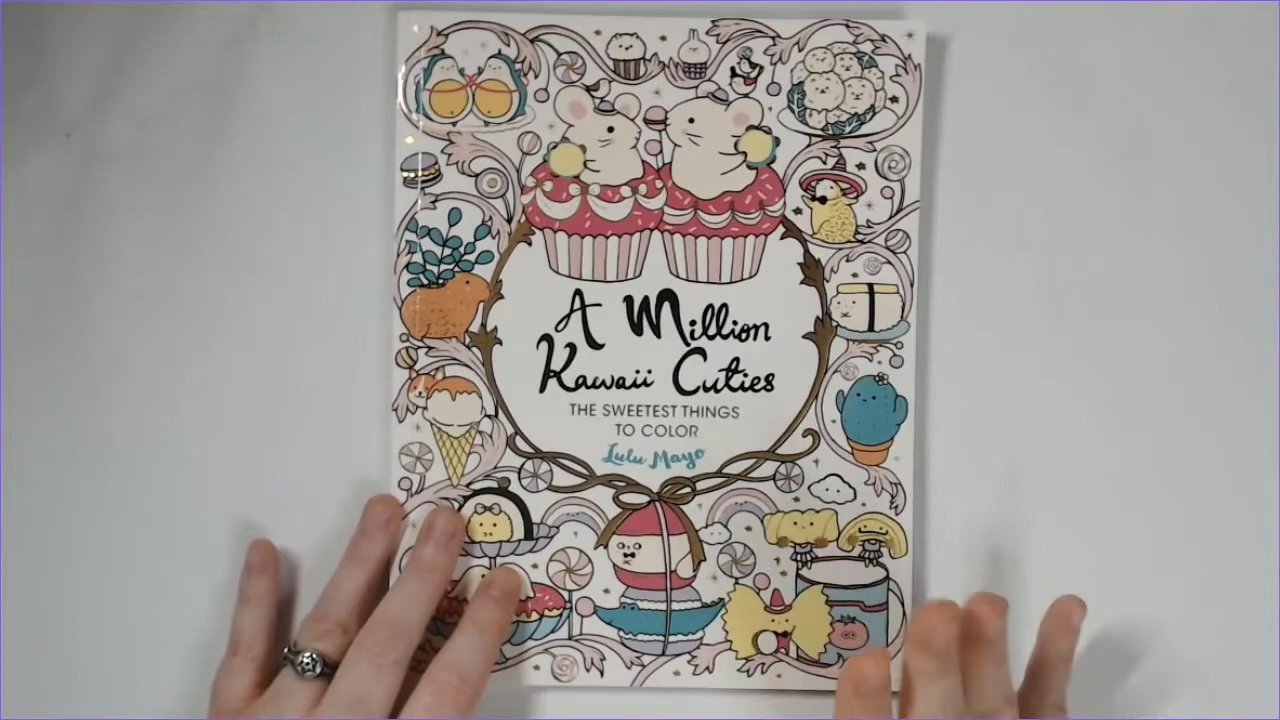 A Million
Kawaii Cuties
THE SWEETEST THINGS
TO COLOR
Lulu Mayo